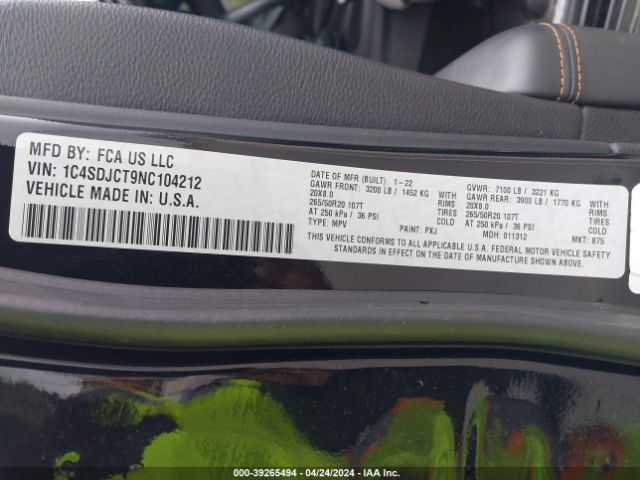 MFD BY: FCA US LLC
VIN: 1C4SDJCT9NC104212
VEHICLE MADE IN: U.S.A.
DATE OF MFR (BUILT): 1-22
GAWR FRONT: 3200 LB / 1452 KG
20X8.0 RIMS
265/50R20 107T TIRES
AT 250 kPa / 36 PSI COLD
TYPE: MPV PAINT: PXJ
GVWR: 7100 LB / 3221 KG
GAWR REAR: 3900 LB / 1770 KG
20X8.0 RIMS
265/50R20 107T TIRES
AT 250 kPa / 36 PSI COLD
MDH: 011312 MKT: 875
THIS VEHICLE CONFORMS TO ALL APPLICABLE U.S.A. FEDERAL MOTOR VEHICLE SAFETY
STANDARDS IN EFFECT ON THE DATE OF MANUFACTURE SHOWN ABOVE.
000-39265494 - 04/24/2024 - IAA Inc.